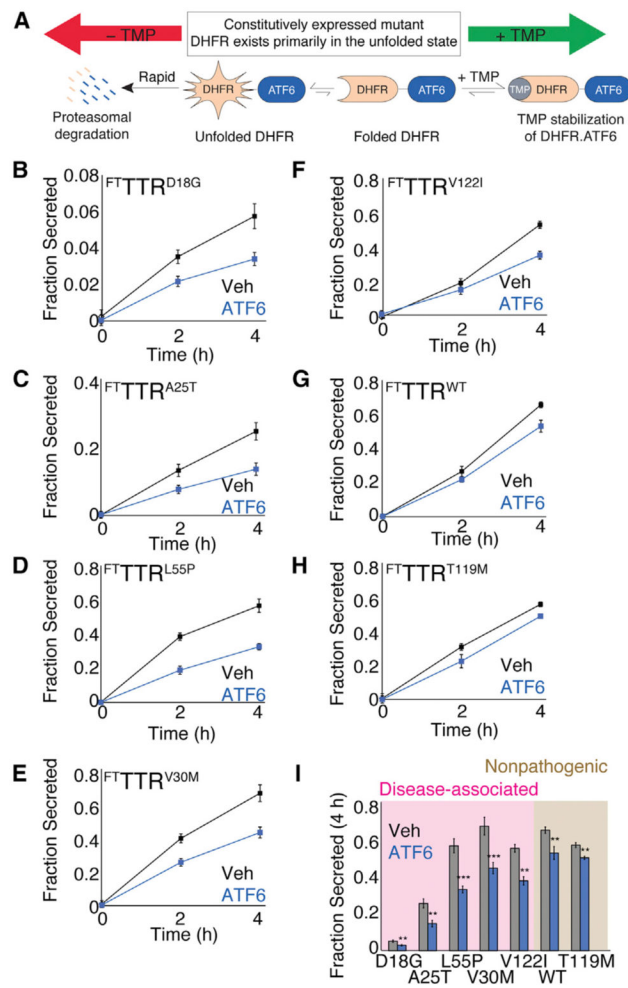 A
− TMP
Constitutively expressed mutant
DHFR exists primarily in the unfolded state
+ TMP
Rapid
DHFR
ATF6
DHFR
ATF6
+ TMP
TMP
DHFR
ATF6
Proteasomal
degradation
Unfolded DHFR
Folded DHFR
TMP stabilization
of DHFR.ATF6
B
FTTTRD18G
Fraction Secreted
0.08
0.06
0.04
0.02
0
Veh
ATF6
0 2 4
Time (h)
F
FTTTRV122I
Fraction Secreted
0.8
0.6
0.4
0.2
0
Veh
ATF6
0 2 4
Time (h)
C
FTTTRA25T
Fraction Secreted
0.4
0.2
0
Veh
ATF6
0 2 4
Time (h)
G
FTTTRWT
Fraction Secreted
0.8
0.6
0.4
0.2
0
Veh
ATF6
0 2 4
Time (h)
D
FTTTRL55P
Fraction Secreted
0.8
0.6
0.4
0.2
0
Veh
ATF6
0 2 4
Time (h)
H
FTTTRT119M
Fraction Secreted
0.8
0.6
0.4
0.2
0
Veh
ATF6
0 2 4
Time (h)
E
FTTTRV30M
Fraction Secreted
0.8
0.6
0.4
0.2
0
Veh
ATF6
0 2 4
Time (h)
I
Nonpathogenic
Disease-associated
Fraction Secreted (4 h)
0.8
0.6
0.4
0.2
0
Veh
ATF6
** ** *** *** ** ** **
D18G L55P V122I T119M
A25T V30M WT